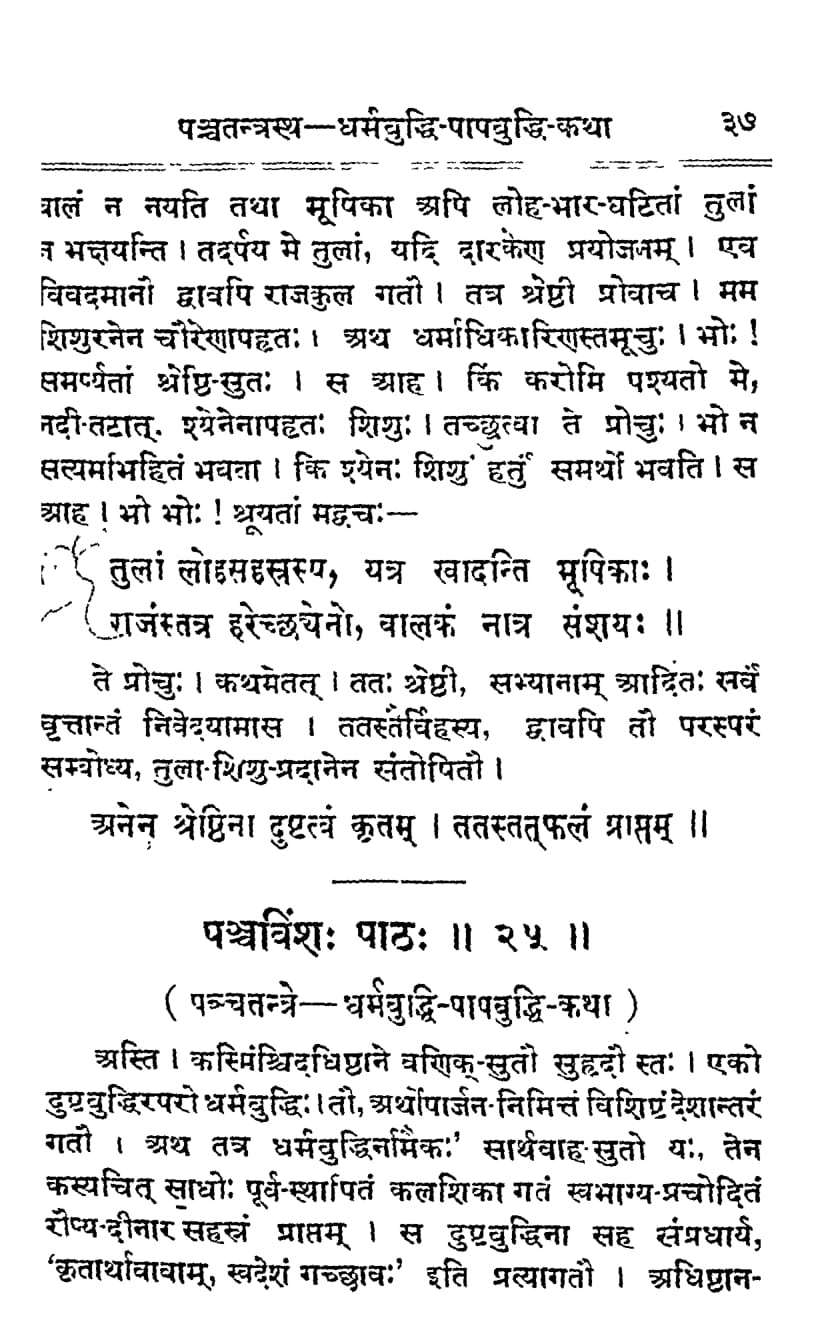 पञ्चतन्त्रस्थ—धर्मबुद्धि-पापबुद्धि-कथा ३७
बालं न नयति तथा मूषिका अपि लोह-भार-घटितां तुलां
न भक्षयन्ति । तदर्पय मे तुलां, यदि दारकेण प्रयोजनम् । एव
विवदमानौ द्वावपि राजकुल गतौ । तत्र श्रेष्ठी प्रोवाच । मम
शिशुरनेन चौरेणापहृतः । अथ धर्माधिकारिणस्तमूचुः । भोः !
समर्प्यतां श्रेष्ठि-सुतः । स आह । किं करोमि पश्यतो मे,
नदी-तटात्. श्येनेनापहृतः शिशुः । तच्छ्रुत्वा ते प्रोचुः । भो न
सत्यमभिहितं भवता । कि श्येनः शिशुं हर्तुं समर्थो भवति । स
आह । भो भोः ! श्रूयतां मद्वचः—
तुलां लोहसहस्रस्य, यत्र खादन्ति मूषिकाः ।
राजंस्तत्र हरेच्छ्येनो, बालकं नात्र संशयः ॥
ते प्रोचुः । कथमेतत् । ततः श्रेष्ठी, सभ्यानाम् आदितः सर्वं
वृत्तान्तं निवेदयामास । ततस्तैर्विहस्य, द्वावपि तौ परस्परं
सम्बोध्य, तुला-शिशु-प्रदानेन संतोषितौ ।
अनेन श्रेष्ठिना दुष्टत्वं कृतम् । ततस्तत्फलं प्राप्तम् ॥
पञ्चविंशः पाठः ॥ २५ ॥
( पञ्चतन्त्रे—धर्मबुद्धि-पापबुद्धि-कथा )
अस्ति । कस्मिंश्चिदधिष्ठाने वणिक्-सुतौ सुहृदौ स्तः । एको
दुष्टबुद्धिरपरो धर्मबुद्धिः । तौ, अर्थोपार्जन-निमित्तं विशिष्टं देशान्तरं
गतौ । अथ तत्र धर्मबुद्धिर्नामैकः' सार्थवाह-सुतो यः, तेन
कस्यचित् साधोः पूर्व-स्थापितं कलशिका गतं स्वभाग्य-प्रचोदितं
रौप्य-दीनार सहस्रं प्राप्तम् । स दुष्टबुद्धिना सह संप्रधार्य,
'कृतार्थावावाम्, स्वदेशं गच्छावः' इति प्रत्यागतौ । अधिष्ठान-